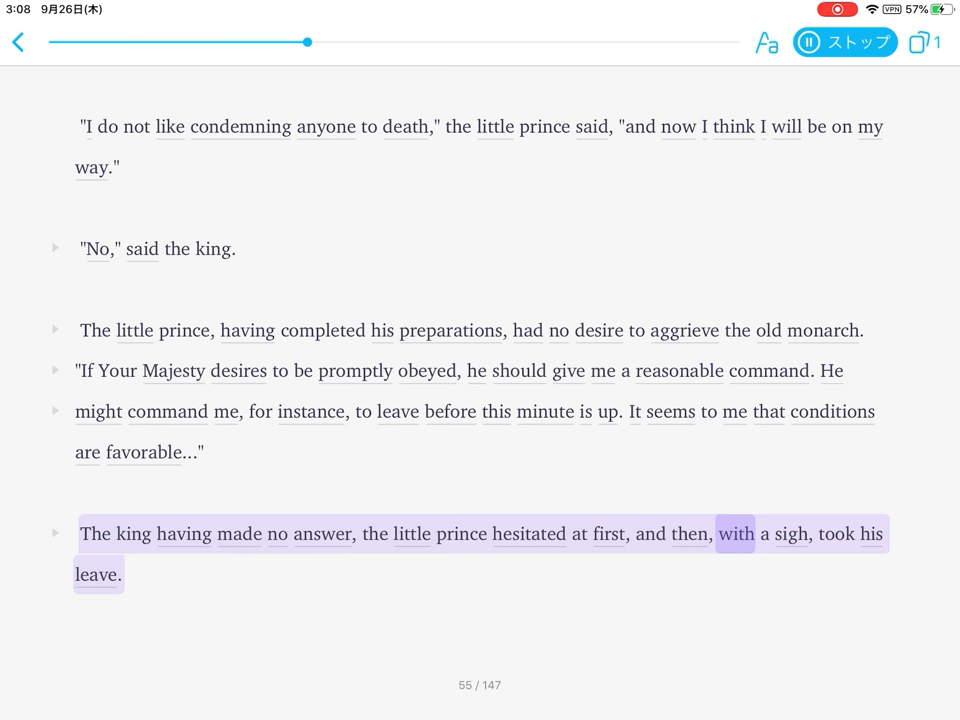 3:08 9月26日(木)
VPN 57%
ストップ
1
"I do not like condemning anyone to death," the little prince said, "and now I think I will be on my
way."
"No," said the king.
The little prince, having completed his preparations, had no desire to aggrieve the old monarch.
"If Your Majesty desires to be promptly obeyed, he should give me a reasonable command. He
might command me, for instance, to leave before this minute is up. It seems to me that conditions
are favorable..."
The king having made no answer, the little prince hesitated at first, and then, with a sigh, took his
leave.
55 / 147